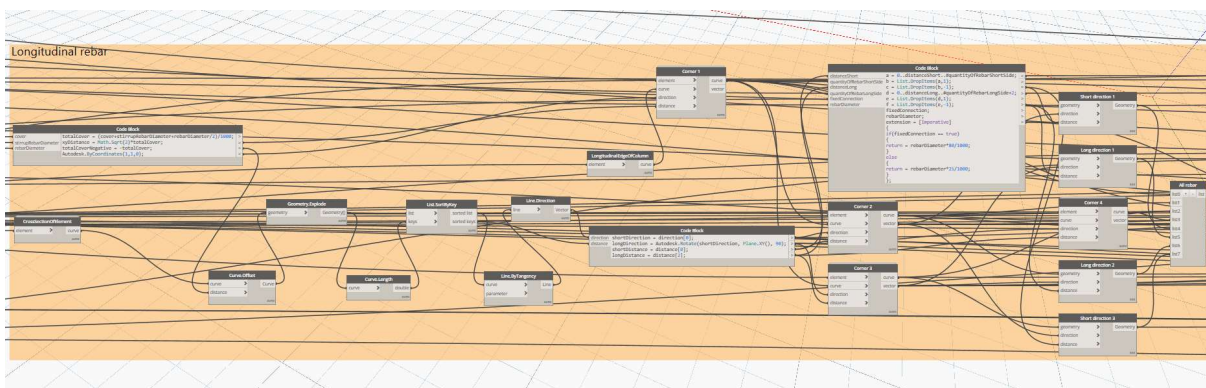 Longitudinal rebar
Code Block
cover
stirrupRebarDiameter
rebarDiameter
totalCover = (cover+stirrupRebarDiameter+rebarDiameter/2)/1000;
xyDistance = Math.Sqrt(2)*totalCover;
totalCoverNegative = -totalCover;
Autodesk.ByCoordinates(1,1,0);
CrossSectionOfElement
element > curve
Geometry.Explode
geometry > Geometry[]
Curve.Offset
curve > Curve
distance >
List.SortByKey
list > sorted list
keys > sorted keys
Curve.Length
curve > double
Line.Direction
line > Vector
Line.ByTangency
curve > Line
parameter >
LongitudinalEdgeOfColumn
element > curve
Code Block
direction
distance
shortDirection = direction[0];
longDirection = Autodesk.Rotate(shortDirection, Plane.XY(), 90);
shortDistance = distance[0];
longDistance = distance[2];
Corner 1
element > curve
curve > vector
direction >
distance >
Code Block
distanceShort
quantityOfRebarShortSide
distanceLong
quantityOfRebarLongSide
fixedConnection
rebarDiameter
b = List.DropItems(a,1);
c = List.DropItems(b,-1);
e = List.DropItems(d,1);
f = List.DropItems(e,-1);
fixedConnection;
rebarDiameter;
extension = [Imperative]
{
if(fixedConnection == true)
{
return = rebarDiameter*80/1000;
}
else
{
return = rebarDiameter*25/1000;
}
Corner 2
element > curve
curve > vector
direction >
distance >
Corner 3
element > curve
curve > vector
direction >
distance >
Short direction 1
geometry > Geometry
direction >
distance >
Long direction 1
geometry > Geometry
direction >
distance >
Corner 4
element > curve
curve > vector
direction >
distance >
Long direction 2
geometry > Geometry
direction >
distance >
Short direction 3
geometry > Geometry
direction >
distance >
All rebar